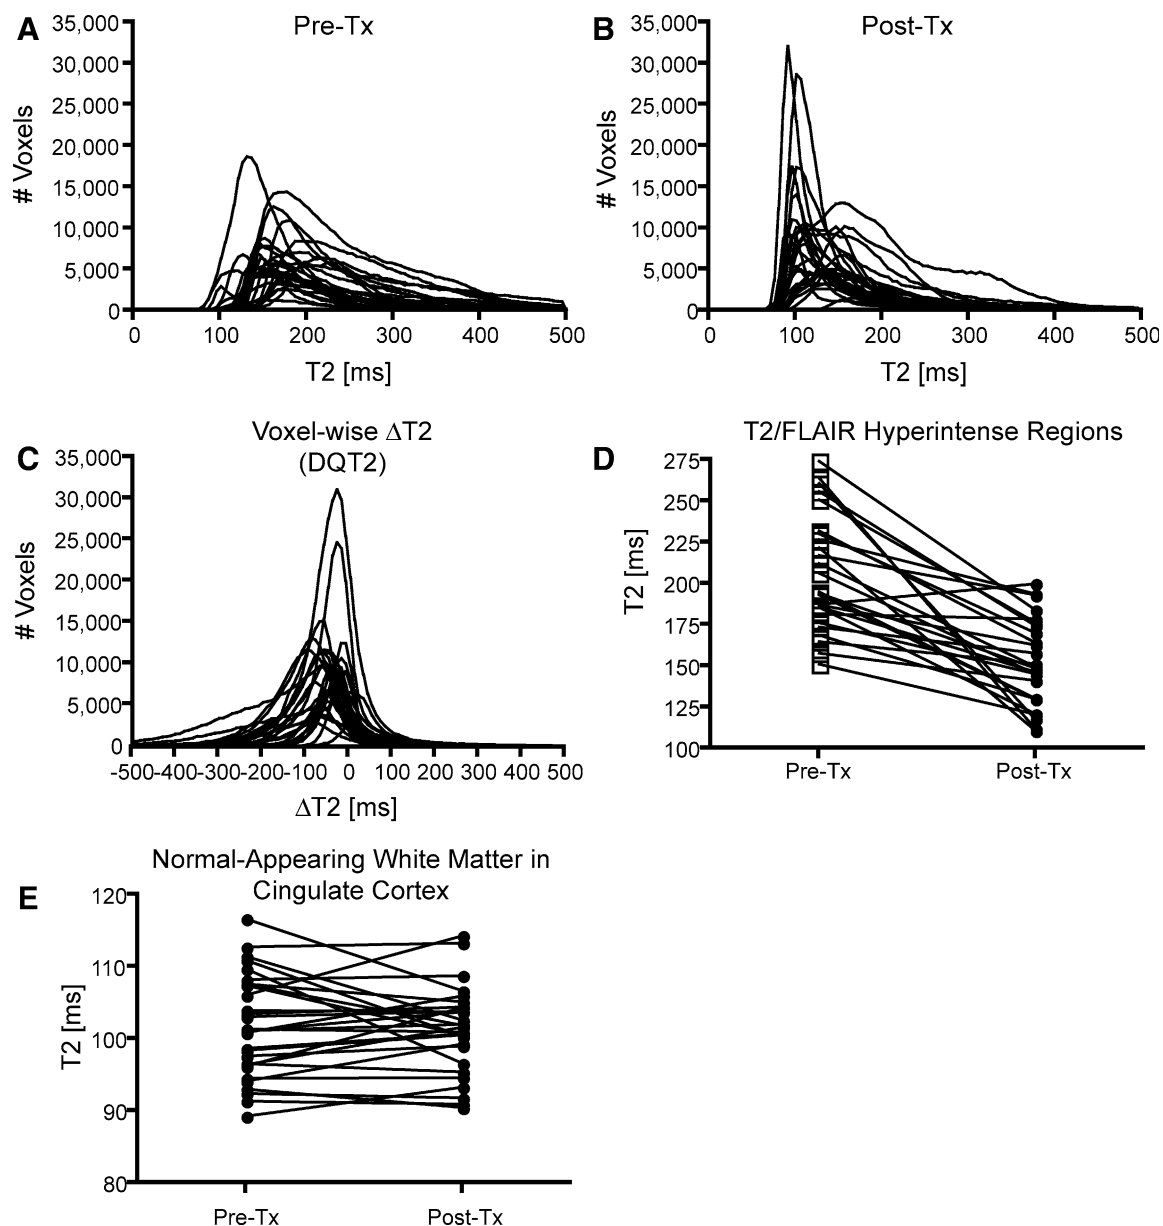 A
Pre-Tx
35,000
30,000
25,000
20,000
15,000
10,000
5,000
0
# Voxels
0 100 200 300 400 500
T2 [ms]
B
Post-Tx
35,000
30,000
25,000
20,000
15,000
10,000
5,000
0
# Voxels
0 100 200 300 400 500
T2 [ms]
C
Voxel-wise ΔT2
(DQT2)
35,000
30,000
25,000
20,000
15,000
10,000
5,000
0
# Voxels
-500 -400 -300 -200 -100 0 100 200 300 400 500
ΔT2 [ms]
D
T2/FLAIR Hyperintense Regions
275
250
225
200
175
150
125
100
T2 [ms]
Pre-Tx Post-Tx
E
Normal-Appearing White Matter in
Cingulate Cortex
120
110
100
90
80
T2 [ms]
Pre-Tx Post-Tx